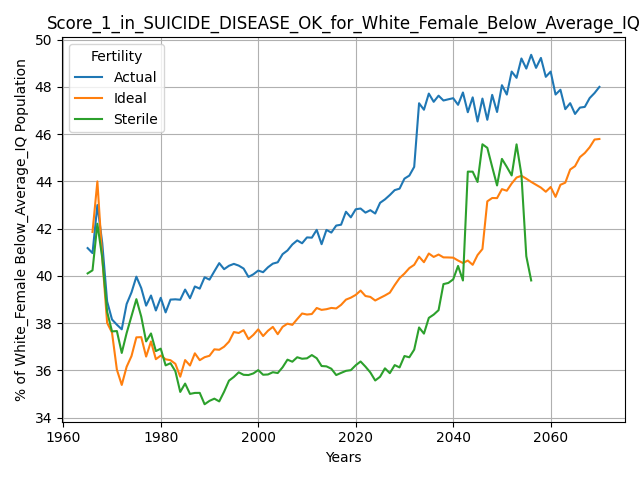 Score_1_in_SUICIDE_DISEASE_OK_for_White_Female_Below_Average_IQ
% of White_Female Below_Average_IQ Population
50
48
46
44
42
40
38
36
34
Fertility
Actual
Ideal
Sterile
1960
1980
2000
2020
2040
2060
Years